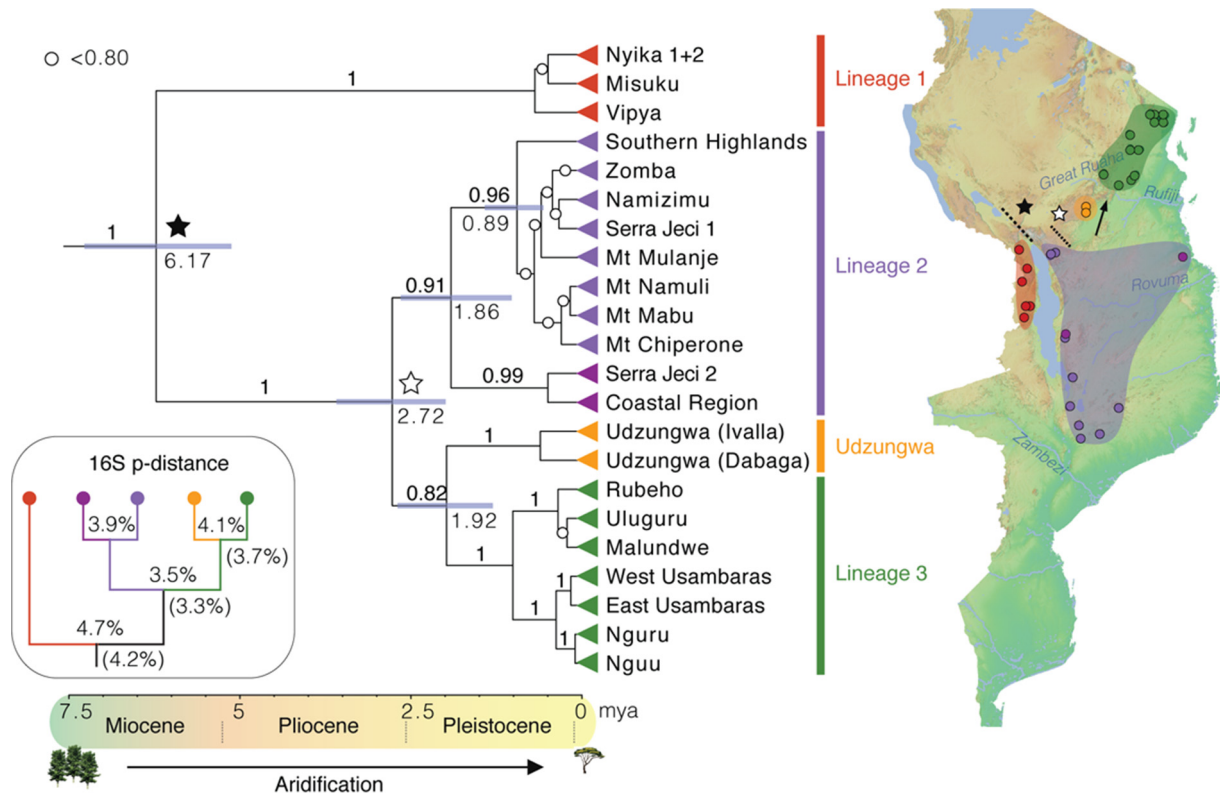 <0.80
1
Nyika 1+2
Misuku
Vipya
Lineage 1
Southern Highlands
Zomba
Namizimu
Serra Jeci 1
Mt Mulanje
Mt Namuli
Mt Mabu
Mt Chiperone
Serra Jeci 2
Coastal Region
Lineage 2
Udzungwa (Ivalla)
Udzungwa (Dabaga)
Udzungwa
Rubeho
Uluguru
Malundwe
West Usambaras
East Usambaras
Nguru
Nguu
Lineage 3
1
6.17
0.96
0.89
0.91
1.86
0.99
1
2.72
1
0.82
1.92
1
1
1
1
1
16S p-distance
3.9%
4.1%
(3.7%)
3.5%
(3.3%)
4.7%
(4.2%)
7.5
5
2.5
0
mya
Miocene
Pliocene
Pleistocene
Aridification
Great Ruaha
Rufiji
Rovuma
Zambezi